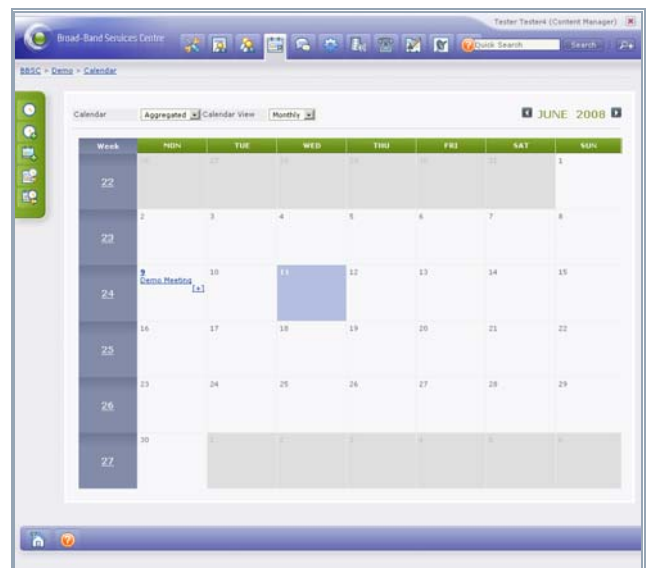 Tester Tester4 (Content Manager)
Broad-Band Services Centre
Quick Search Search
BBSC > Demo > Calendar
Calendar Aggregated Calendar View Monthly JUNE 2008
Week MON TUE WED THU FRI SAT SUN
22 1
23 2 3 4 5 6 7 8
24 9 10 11 12 13 14 15
Demo Meeting
[+]
25 16 17 18 19 20 21 22
26 23 24 25 26 27 28 29
27 30